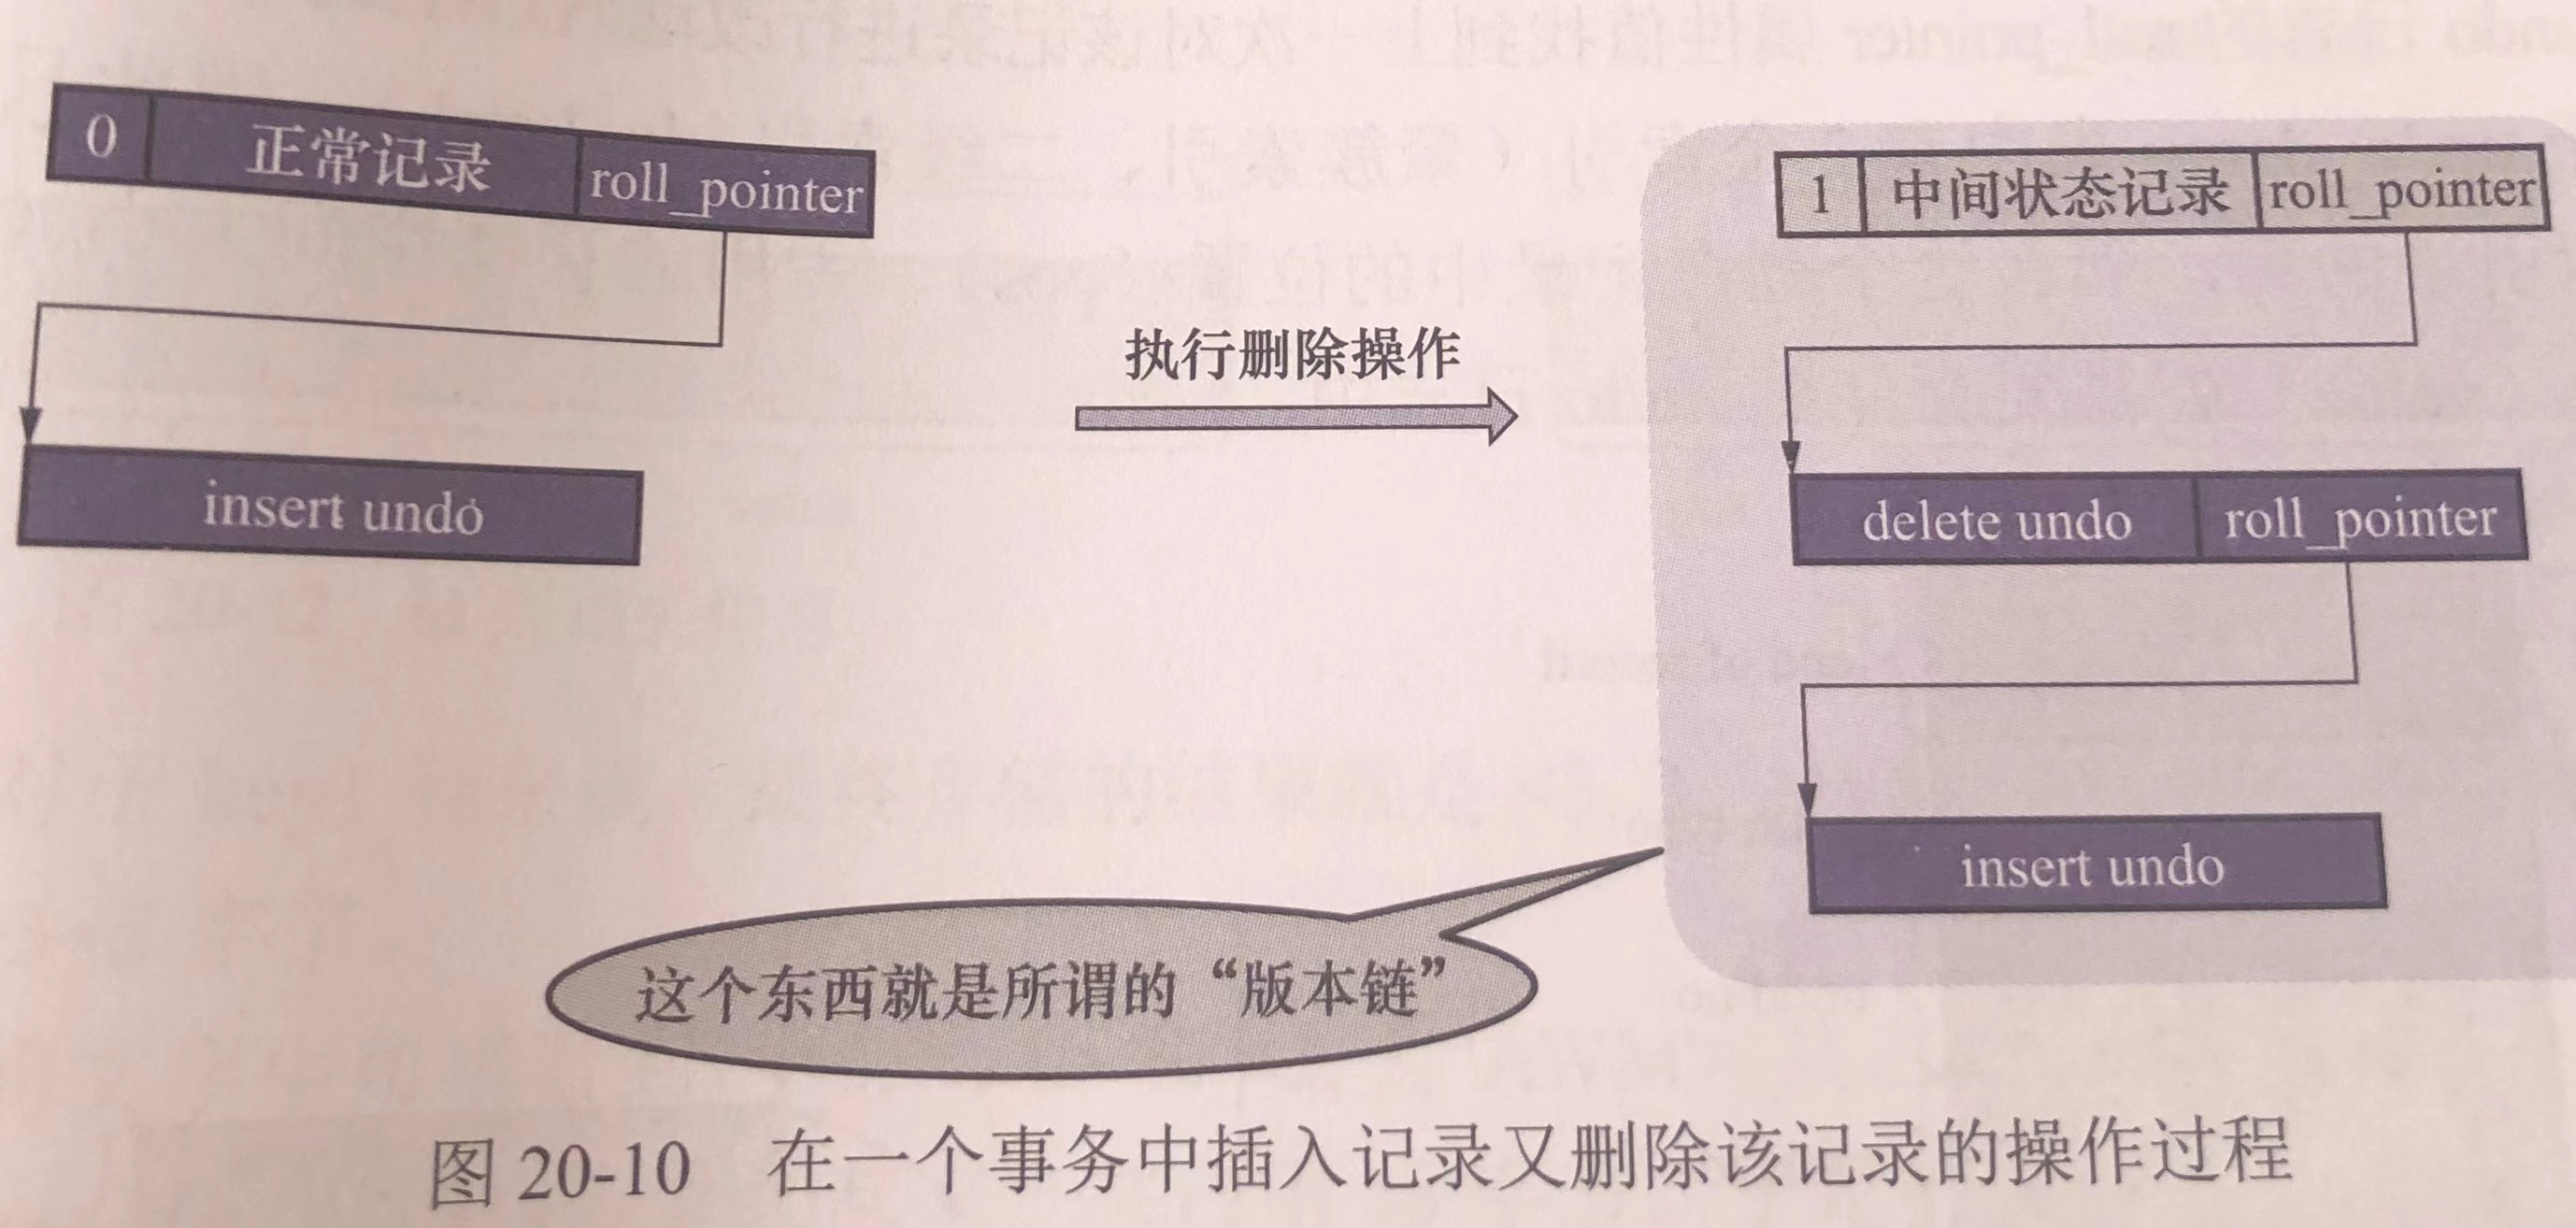 0 正常记录 roll_pointer
insert undo
执行删除操作
1 中间状态记录 roll_pointer
delete undo roll_pointer
insert undo
这个东西就是所谓的“版本链”
图 20-10 在一个事务中插入记录又删除该记录的操作过程